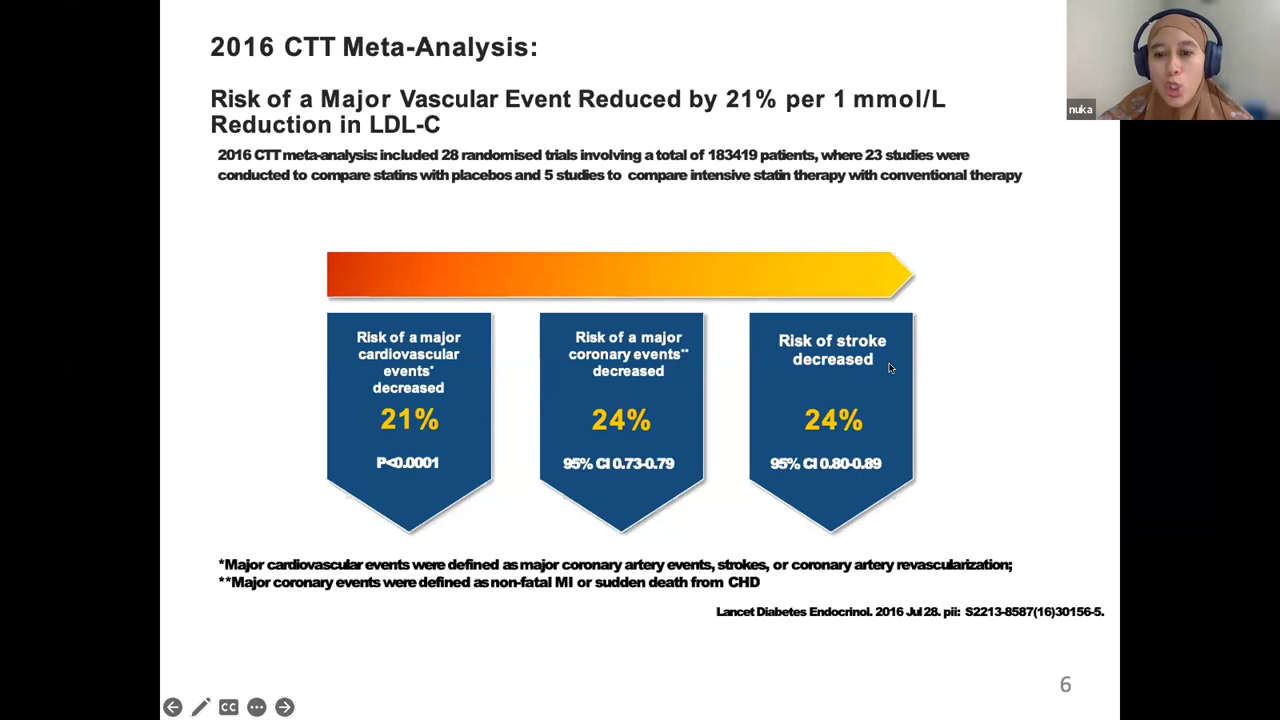 2016 CTT Meta-Analysis:
Risk of a Major Vascular Event Reduced by 21% per 1 mmol/L
Reduction in LDL-C
2016 CTT meta-analysis: included 28 randomised trials involving a total of 183419 patients, where 23 studies were
conducted to compare statins with placebos and 5 studies to compare intensive statin therapy with conventional therapy
nuka
Risk of a major
cardiovascular
events*
decreased
21%
P<0.0001
Risk of a major
coronary events**
decreased
24%
95% CI 0.73-0.79
Risk of stroke
decreased
24%
95% CI 0.80-0.89
*Major cardiovascular events were defined as major coronary artery events, strokes, or coronary artery revascularization;
**Major coronary events were defined as non-fatal MI or sudden death from CHD
Lancet Diabetes Endocrinol. 2016 Jul 28. pii: S2213-8587(16)30156-5.
6
CC